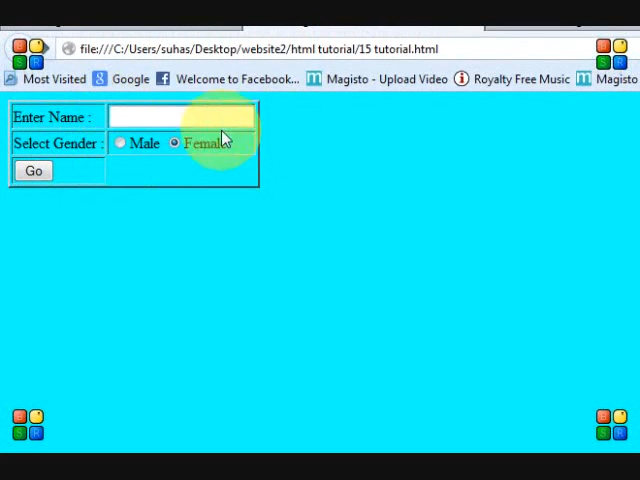 file:///C:/Users/suhas/Desktop/website2/html tutorial/15 tutorial.html
Most Visited Google Welcome to Facebook... Magisto - Upload Video Royalty Free Music Magisto
Enter Name :
Select Gender : Male Female
Go
B
S R
B
S R
B
S R
B
S R